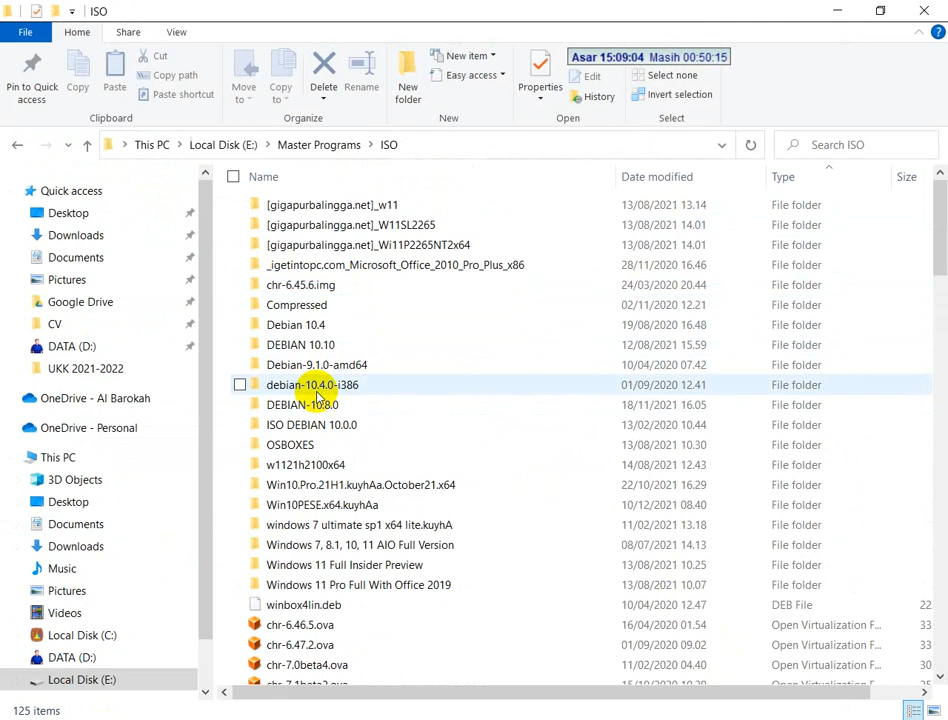 ISO
File
Home
Share
View
Pin to Quick access
Copy
Paste
Cut
Copy path
Paste shortcut
Clipboard
Move to
Copy to
Delete
Rename
Organize
New folder
New item
Easy access
New
Properties
Edit
History
Open
Asar 15:09:04 Masih 00:50:15
Select none
Invert selection
Select
This PC
Local Disk (E:)
Master Programs
ISO
Search ISO
Quick access
Desktop
Downloads
Documents
Pictures
Google Drive
CV
DATA (D:)
UKK 2021-2022
OneDrive - Al Barokah
OneDrive - Personal
This PC
3D Objects
Desktop
Documents
Downloads
Music
Pictures
Videos
Local Disk (C:)
DATA (D:)
Local Disk (E:)
Name Date modified Type Size
[gigapurbalingga.net]_w11 13/08/2021 13.14 File folder
[gigapurbalingga.net]_W11SL2265 13/08/2021 14.01 File folder
[gigapurbalingga.net]_Wi11P2265NT2x64 13/08/2021 14.01 File folder
_igetintopc.com_Microsoft_Office_2010_Pro_Plus_x86 28/11/2020 16.46 File folder
chr-6.45.6.img 24/03/2020 20.44 File folder
Compressed 02/11/2020 12.21 File folder
Debian 10.4 19/08/2020 16.48 File folder
DEBIAN 10.10 12/08/2021 15.59 File folder
Debian-9.1.0-amd64 10/04/2020 07.42 File folder
debian-10.4.0-i386 01/09/2020 12.41 File folder
DEBIAN-10.8.0 18/11/2021 16.05 File folder
ISO DEBIAN 10.0.0 13/02/2020 10.44 File folder
OSBOXES 13/08/2021 10.30 File folder
w1121h2100x64 14/08/2021 12.43 File folder
Win10.Pro.21H1.kuyhAa.October21.x64 22/10/2021 16.29 File folder
Win10PESE.x64.kuyhAa 10/12/2021 08.40 File folder
windows 7 ultimate sp1 x64 lite.kuyhA 11/02/2021 13.18 File folder
Windows 7, 8.1, 10, 11 AIO Full Version 08/07/2021 14.13 File folder
Windows 11 Full Insider Preview 13/08/2021 10.25 File folder
Windows 11 Pro Full With Office 2019 13/08/2021 10.07 File folder
winbox4lin.deb 10/04/2020 12.47 DEB File 22
chr-6.46.5.ova 16/04/2020 01.54 Open Virtualization F... 33
chr-6.47.2.ova 01/09/2020 09.02 Open Virtualization F... 33
chr-7.0beta4.ova 11/02/2020 04.40 Open Virtualization F... 30
125 items